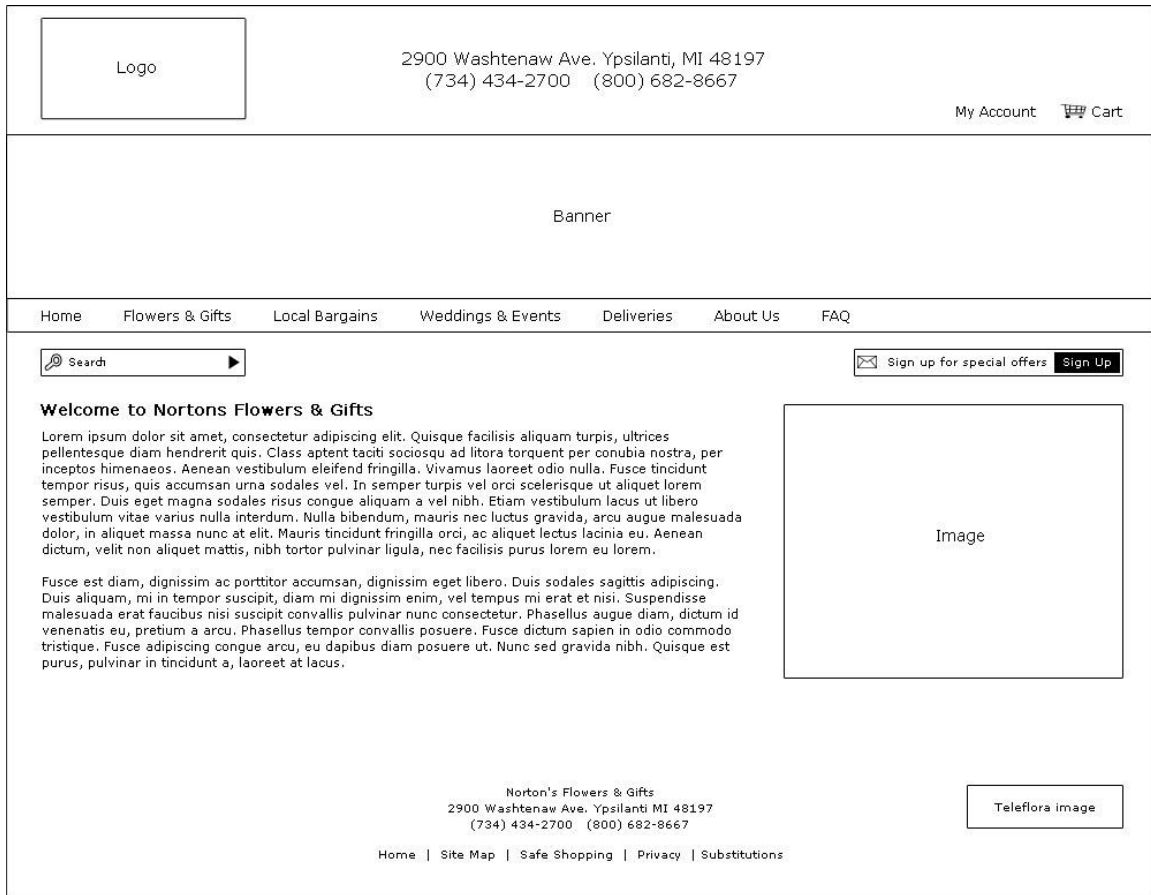 Logo
2900 Washtenaw Ave. Ypsilanti, MI 48197
(734) 434-2700 (800) 682-8667
My Account Cart
Banner
Home Flowers & Gifts Local Bargains Weddings & Events Deliveries About Us FAQ
Search
Sign up for special offers Sign Up
Welcome to Nortons Flowers & Gifts
Lorem ipsum dolor sit amet, consectetur adipiscing elit. Quisque facilisis aliquam turpis, ultrices
pellentesque diam hendrerit quis. Class aptent taciti sociosqu ad litora torquent per conubia nostra, per
inceptos himenaeos. Aenean vestibulum eleifend fringilla. Vivamus laoreet odio nulla. Fusce tincidunt
tempor risus, quis accumsan urna sodales vel. In semper turpis vel orci scelerisque ut aliquet lorem
semper. Duis eget magna sodales risus congue aliquam a vel nibh. Etiam vestibulum lacus ut libero
vestibulum vitae varius nulla interdum. Nulla bibendum, mauris nec luctus gravida, arcu augue malesuada
dolor, in aliquet massa nunc at elit. Mauris tincidunt fringilla orci, ac aliquet lectus lacinia eu. Aenean
dictum, velit non aliquet mattis, nibh tortor pulvinar ligula, nec facilisis purus lorem eu lorem.
Fusce est diam, dignissim ac porttitor accumsan, dignissim eget libero. Duis sodales sagittis adipiscing.
Duis aliquam, mi in tempor suscipit, diam mi dignissim enim, vel tempus mi erat et nisi. Suspendisse
malesuada erat faucibus nisi suscipit convallis pulvinar nunc consectetur. Phasellus augue diam, dictum id
venenatis eu, pretium a arcu. Phasellus tempor convallis posuere. Fusce dictum sapien in odio commodo
tristique. Fusce adipiscing congue arcu, eu dapibus diam posuere ut. Nunc sed gravida nibh. Quisque est
purus, pulvinar in tincidunt a, laoreet at lacus.
Image
Norton's Flowers & Gifts
2900 Washtenaw Ave. Ypsilanti MI 48197
(734) 434-2700 (800) 682-8667
Teleflora image
Home | Site Map | Safe Shopping | Privacy | Substitutions